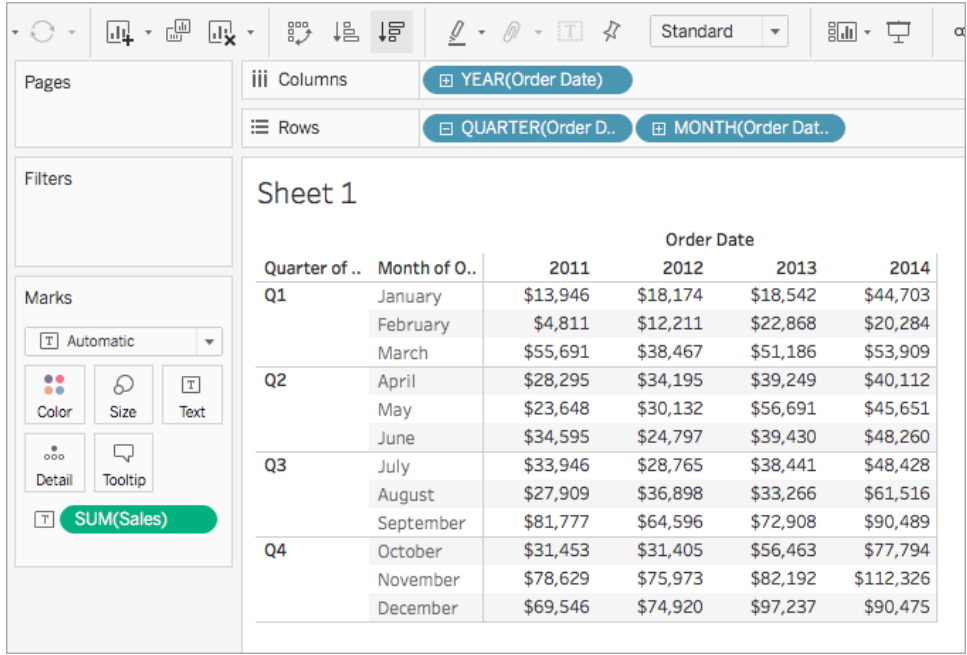 Standard
Pages
iii Columns YEAR(Order Date)
Rows QUARTER(Order D.. MONTH(Order Dat..
Filters
Sheet 1
Order Date
Quarter of .. Month of O.. 2011 2012 2013 2014
Q1 January $13,946 $18,174 $18,542 $44,703
February $4,811 $12,211 $22,868 $20,284
March $55,691 $38,467 $51,186 $53,909
Q2 April $28,295 $34,195 $39,249 $40,112
May $23,648 $30,132 $56,691 $45,651
June $34,595 $24,797 $39,430 $48,260
Q3 July $33,946 $28,765 $38,441 $48,428
August $27,909 $36,898 $33,266 $61,516
September $81,777 $64,596 $72,908 $90,489
Q4 October $31,453 $31,405 $56,463 $77,794
November $78,629 $75,973 $82,192 $112,326
December $69,546 $74,920 $97,237 $90,475
Marks
T Automatic
Color Size T Text
Detail Tooltip
T SUM(Sales)